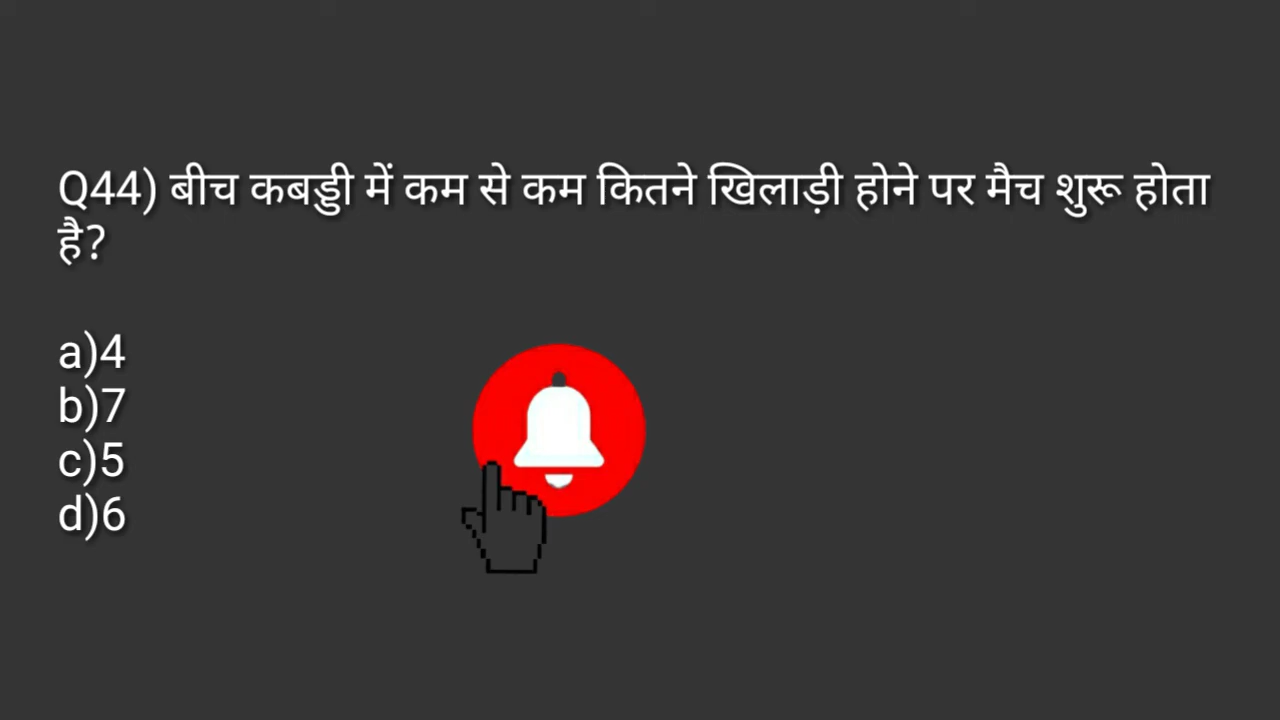 Q44) बीच कबड्डी में कम से कम कितने खिलाड़ी होने पर मैच शुरू होता
है?
a)4
b)7
c)5
d)6